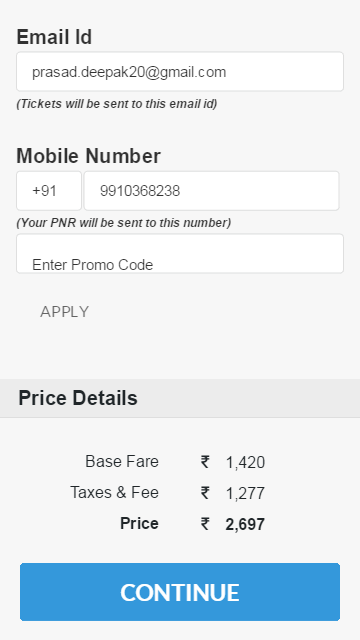 Email Id
prasad.deepak20@gmail.com
(Tickets will be sent to this email id)
Mobile Number
+91 9910368238
(Your PNR will be sent to this number)
Enter Promo Code
APPLY
Price Details
Base Fare ₹ 1,420
Taxes & Fee ₹ 1,277
Price ₹ 2,697
CONTINUE